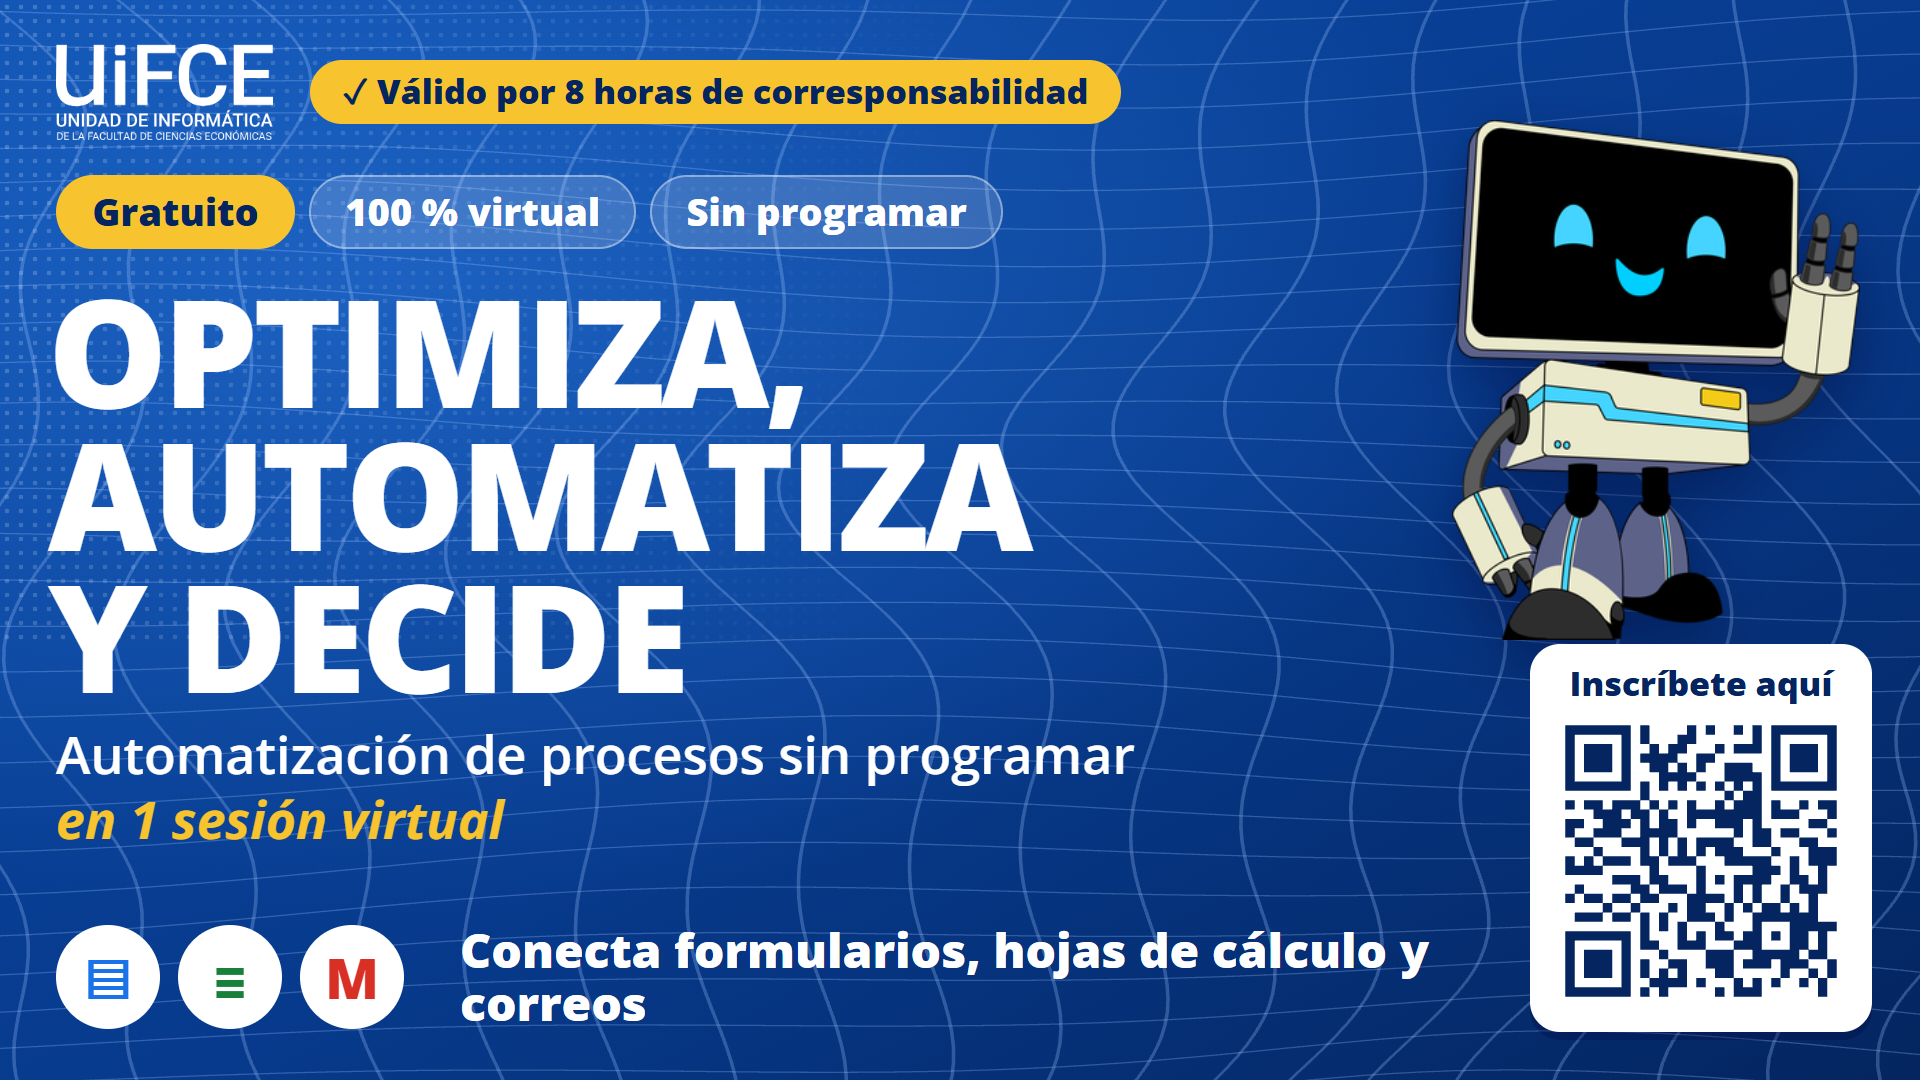 UiFCE
UNIDAD DE INFORMÁTICA
DE LA FACULTAD DE CIENCIAS ECONÓMICAS
✓ Válido por 8 horas de corresponsabilidad
Gratuito
100 % virtual
Sin programar
OPTIMIZA,
AUTOMATIZA
Y DECIDE
Automatización de procesos sin programar
en 1 sesión virtual
M
Conecta formularios, hojas de cálculo y
correos
Inscríbete aquí